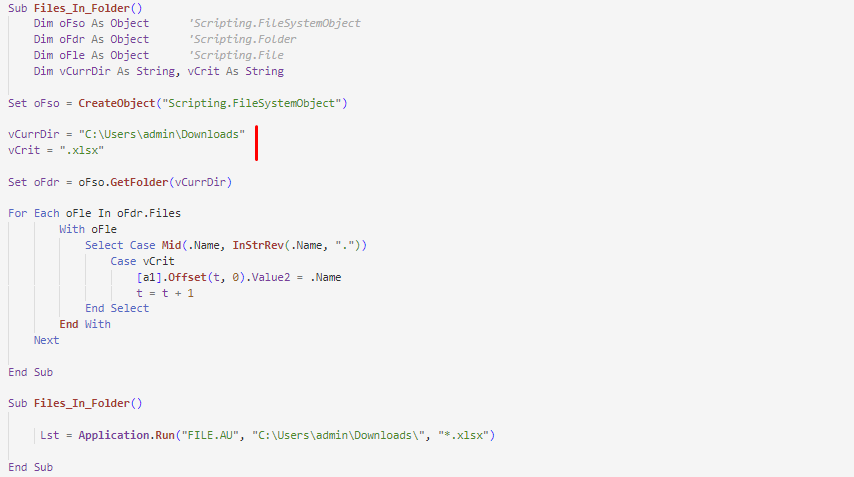 Sub Files_In_Folder()
    Dim oFso As Object      'Scripting.FileSystemObject
    Dim oFdr As Object      'Scripting.Folder
    Dim oFle As Object      'Scripting.File
    Dim vCurrDir As String, vCrit As String
Set oFso = CreateObject("Scripting.FileSystemObject")
vCurrDir = "C:\Users\admin\Downloads"
vCrit = ".xlsx"
Set oFdr = oFso.GetFolder(vCurrDir)
For Each oFle In oFdr.Files
        With oFle
            Select Case Mid(.Name, InStrRev(.Name, "."))
                Case vCrit
                    [a1].Offset(t, 0).Value2 = .Name
                    t = t + 1
            End Select
        End With
    Next
End Sub
Sub Files_In_Folder()
     Lst = Application.Run("FILE.AU", "C:\Users\admin\Downloads\", "*.xlsx")
End Sub